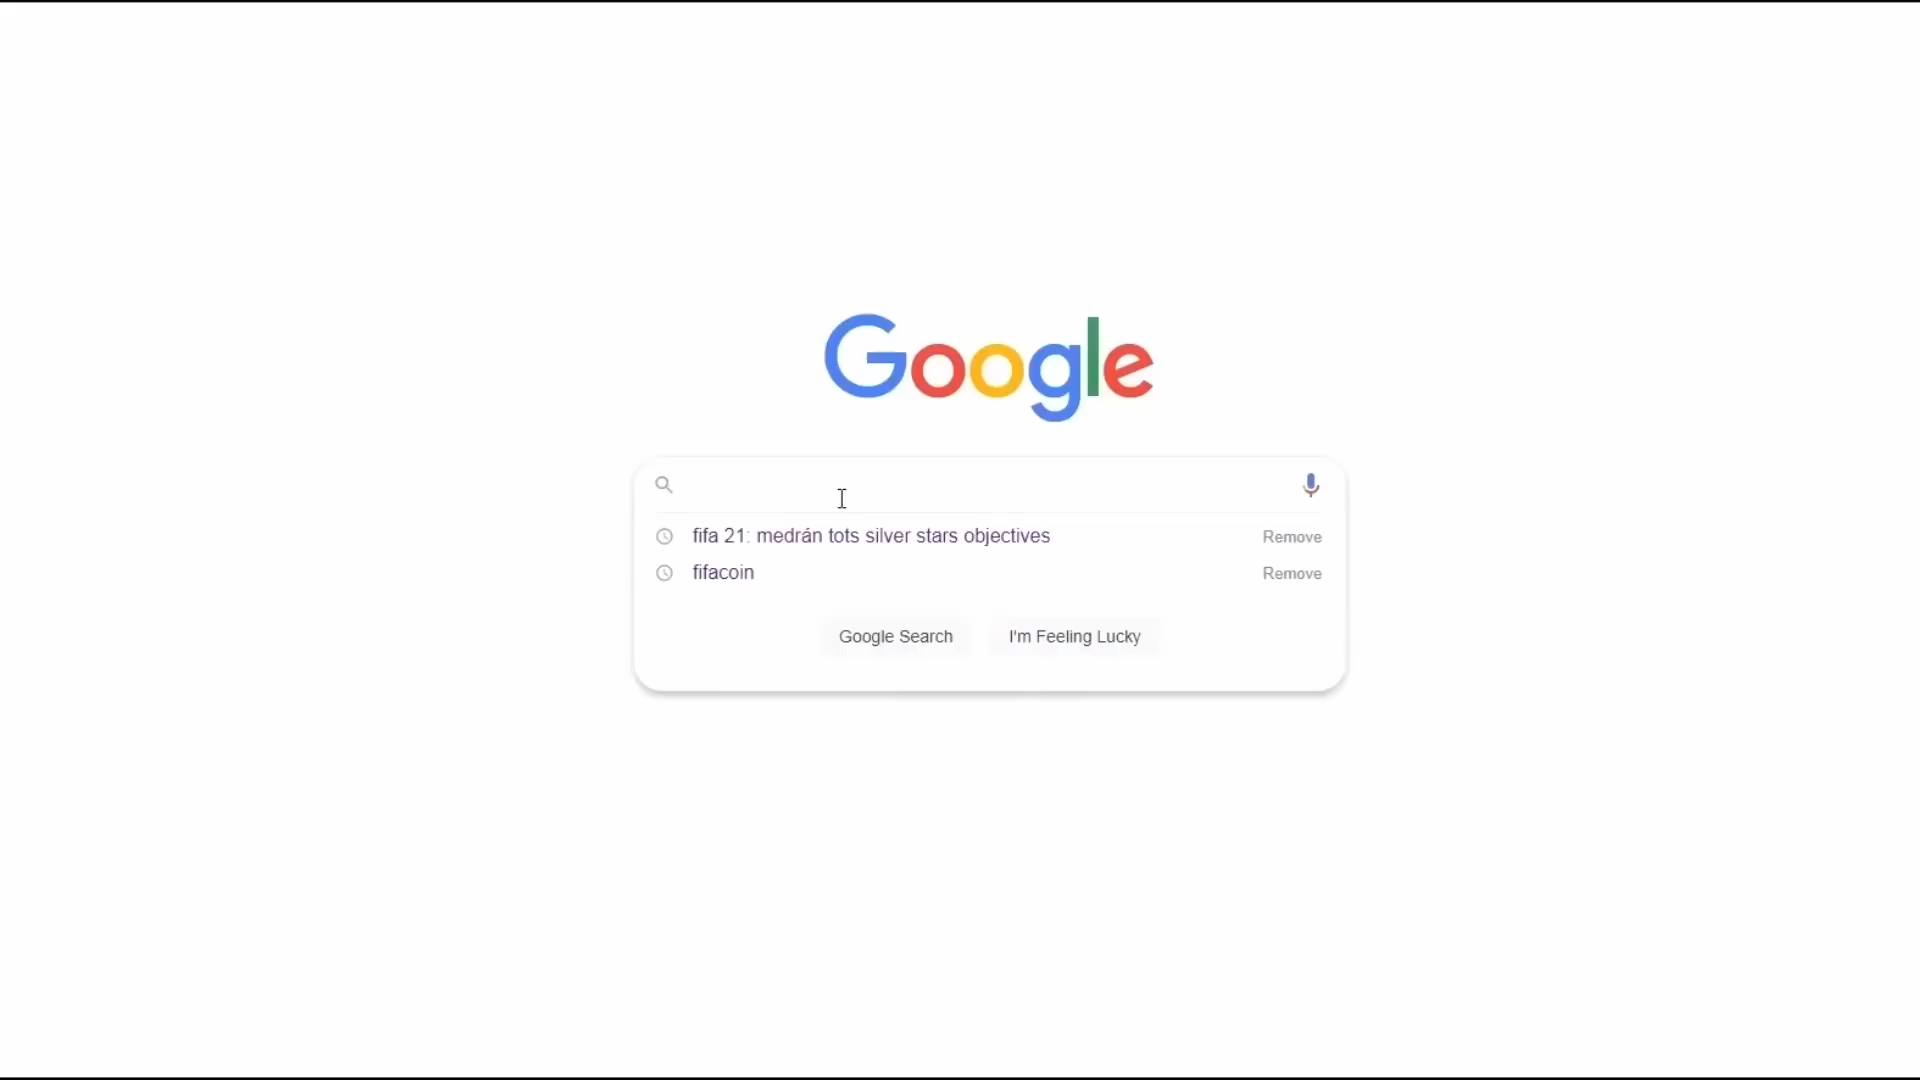 Google
fifa 21: medrán tots silver stars objectives Remove
fifacoin Remove
Google Search I'm Feeling Lucky